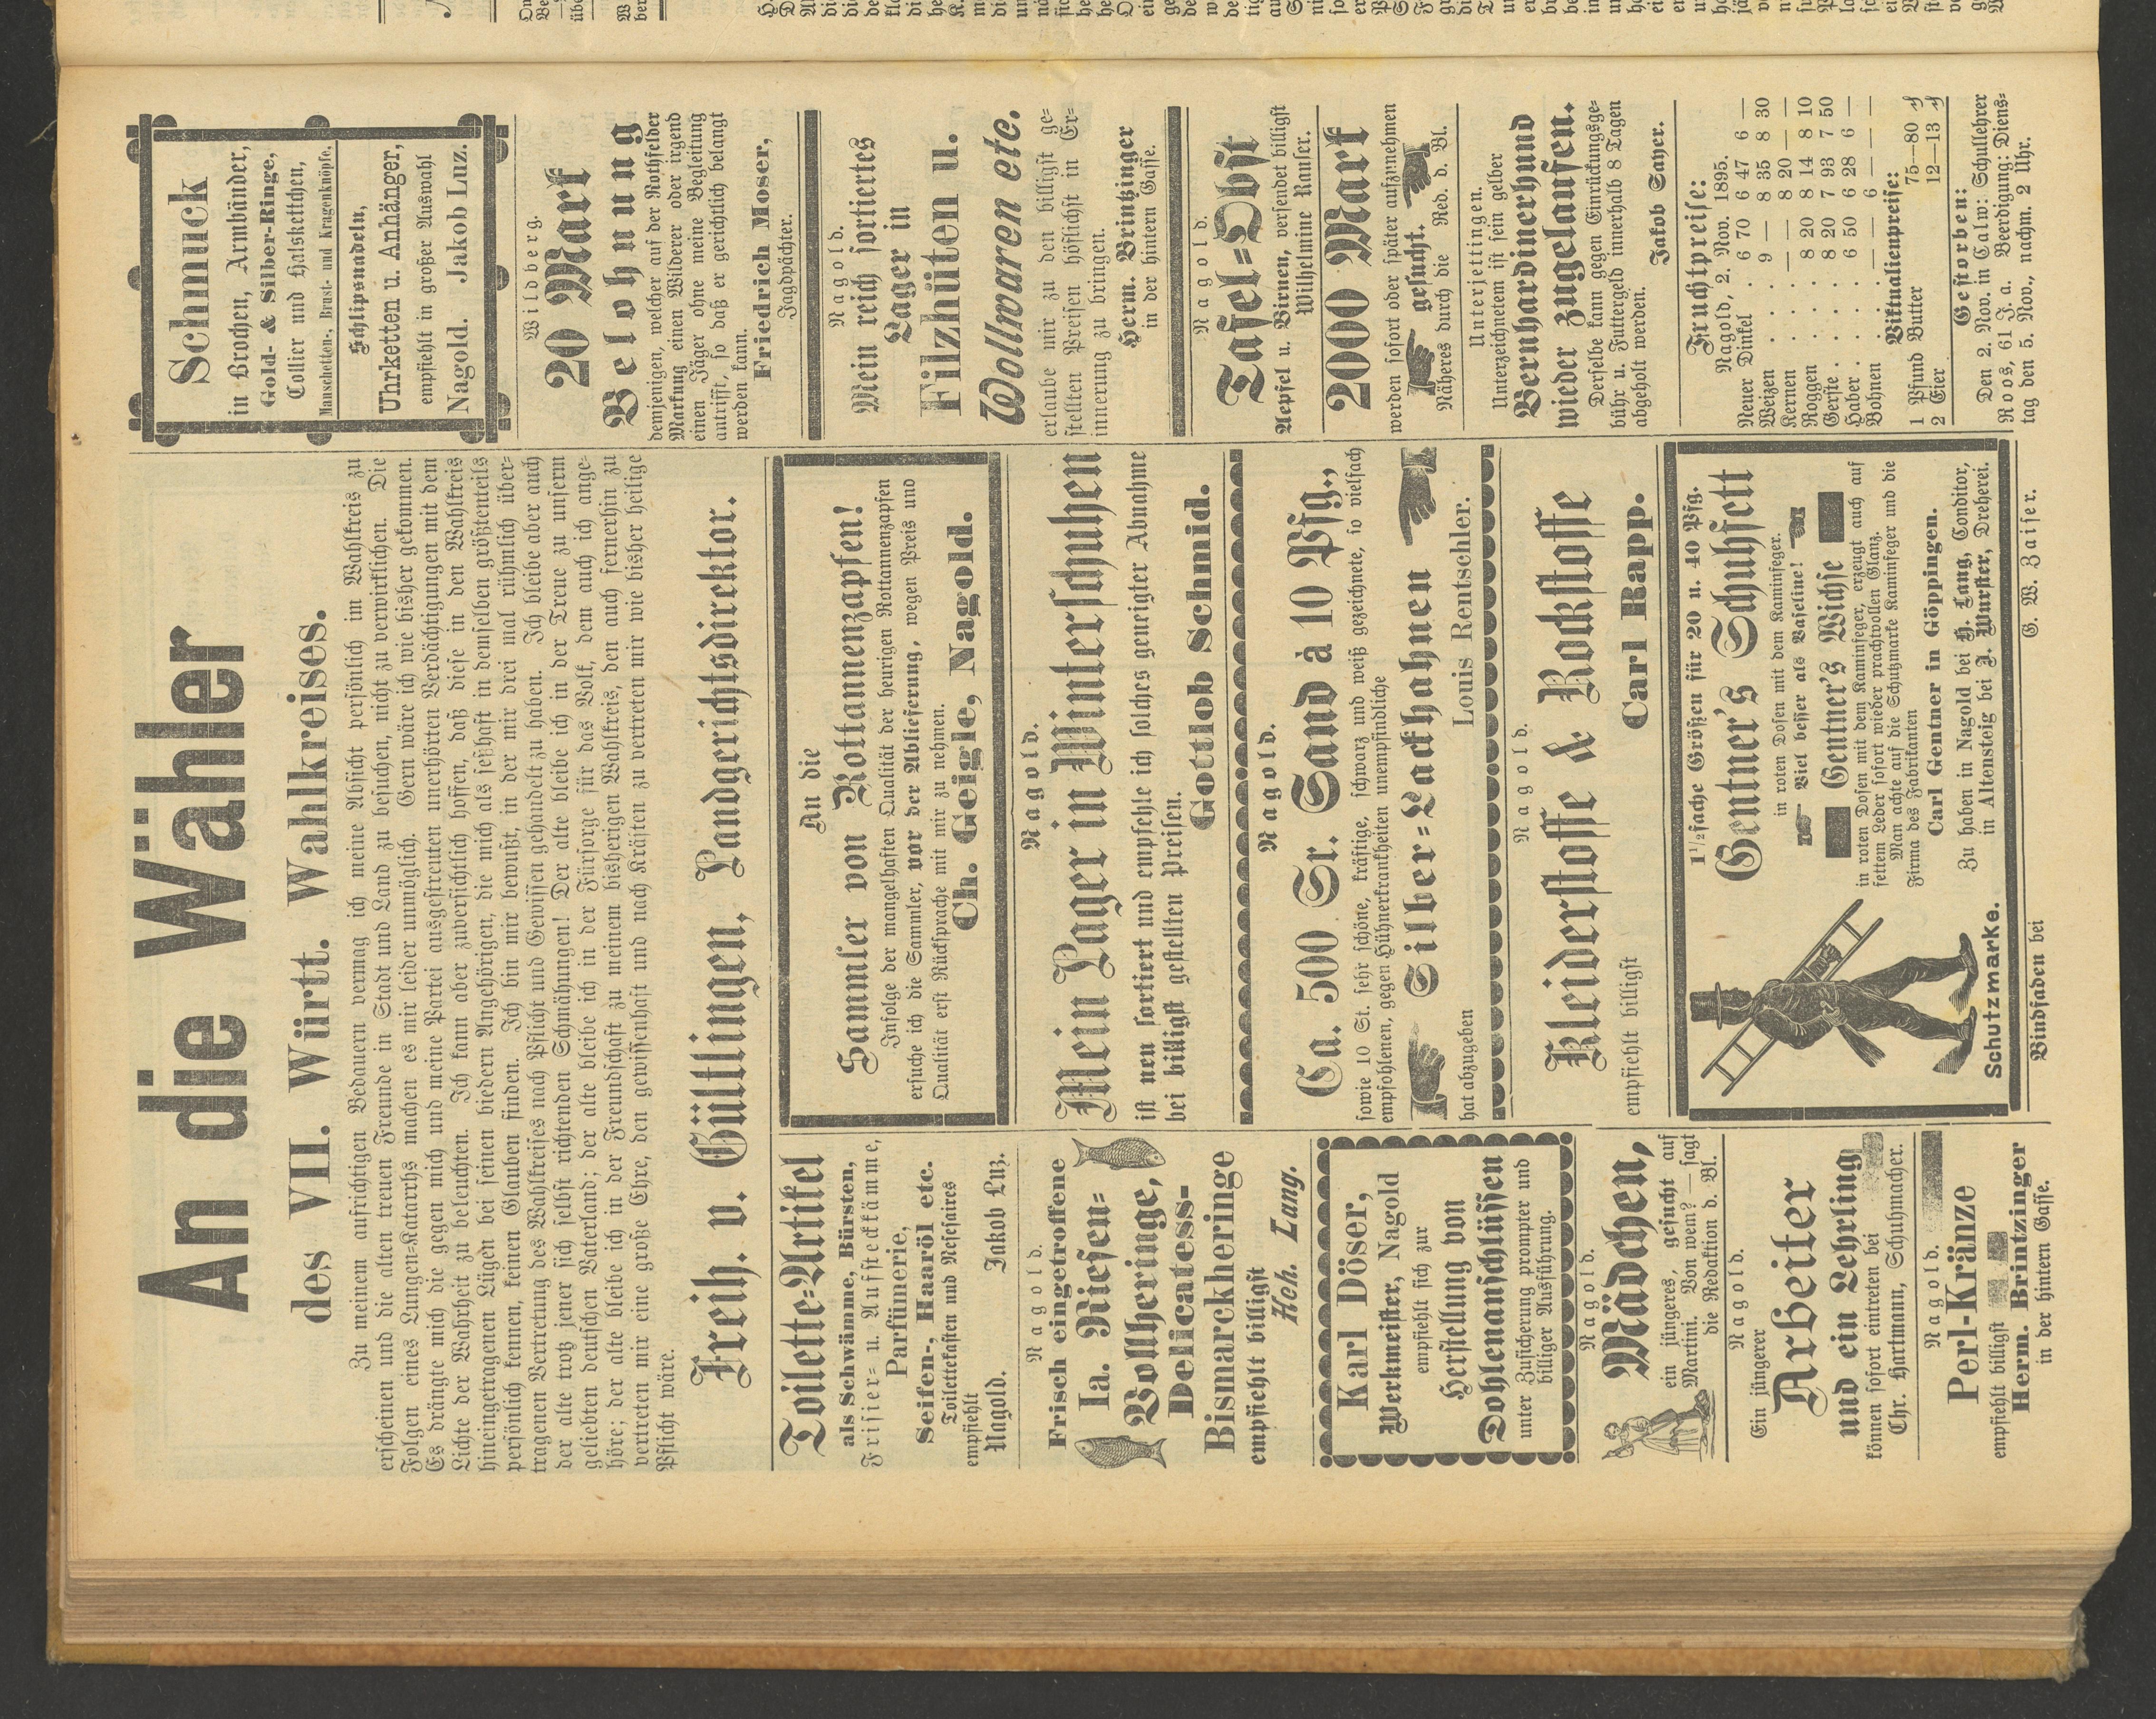 An die Wähler
des VII. Württ. Wahlkreises.
Zu meinem aufrichtigen Bedauern vermag ich meine Absicht persönlich im Wahlkreis zu
erscheinen und die alten treuen Freunde in Stadt und Land zu besuchen, nicht zu verwirklichen. Die
Folgen eines Lungen-Katarrhs machen es mir leider unmöglich. Gern wäre ich wie bisher gekommen.
Es drängte mich die gegen mich und meine Partei ausgestreuten unerhörten Verdächtigungen mit dem
Lichte der Wahrheit zu beleuchten. Ich kann aber zuversichtlich hoffen, daß diese in den Wahlkreis
hineingetragenen Lügen bei seinen biedern Angehörigen, die mich als seßhaft in demselben größtenteils
persönlich kennen, keinen Glauben finden. Ich bin mir bewußt, in der mir drei mal rühmlich über-
tragenen Vertretung des Wahlkreises nach Pflicht und Gewissen gehandelt zu haben. Ich bleibe aber auch
der alte trotz jener sich selbst richtenden Schmähungen! Der alte bleibe ich in der Treue zu unserm
geliebten deutschen Vaterland; der alte bleibe ich in der Fürsorge für das Volk, dem auch ich ange-
höre; der alte bleibe ich in der Freundschaft zu meinem bisherigen Wahlkreis, den auch fernerhin zu
vertreten mir eine große Ehre, den gewissenhaft und nach Kräften zu vertreten mir wie bisher heilige
Pflicht wäre.
Freih. v. Gültlingen, Landgerichtsdirektor.
Toilette-Artikel
als Schwämme, Bürsten,
Frisier- u. Aufsteckkämme,
Parfümerie,
Seifen-, Haaröl etc.
Toilettekasten und Nesaires
empfiehlt
Nagold. Jakob Luz.
Nagold.
Frisch eingetroffene
Ia. Riesen-
Vollheringe,
Delicatess-
Bismarckheringe
empfiehlt billigst
Hch. Lang.
Karl Döser,
Werkmeister, Nagold
empfiehlt sich zur
Herstellung von
Dohlenanschlüssen
unter Zusicherung prompter und
billiger Ausführung.
Nagold.
Mädchen,
ein jüngeres, gesucht auf
Martini. Von wem? — sagt
die Redaktion d. Bl.
Nagold.
Ein jüngerer
Arbeiter
und ein Lehrling
können sofort eintreten bei
Chr. Hartmann, Schuhmacher.
Nagold.
Perl-Kränze
empfiehlt billigst
Herm. Brintzinger
in der hintern Gasse.
An die
Sammler von Rottannenzapfen!
Infolge der mangelhaften Qualität der heurigen Rottannenzapfen
ersuche ich die Sammler, vor der Ablieferung, wegen Preis und
Qualität erst Rücksprache mit mir zu nehmen.
Ch. Geigle, Nagold.
Nagold.
Mein Lager in Winterschuhen
ist neu sortiert und empfehle ich solches geneigter Abnahme
bei billigst gestellten Preisen.
Gottlob Schmid.
Nagold.
Ca. 500 Sr. Sand à 10 Pfg.,
sowie 10 St. sehr schöne, kräftige, schwarz und weiß gezeichnete, so vielfach
empfohlenen, gegen Hühnerkrankheiten unempfindliche
Silber-Lackhahnen
hat abzugeben
Louis Rentschler.
Nagold.
Kleiderstoffe & Rockstoffe
empfiehlt billigst
Carl Rapp.
1½fache Größen für 20 u. 40 Pfg.
Gentner's Schuhfett
in roten Dosen mit dem Kaminfeger.
Viel besser als Vaseline!
Gentner's Wichse
in roten Dosen mit dem Kaminfeger, erzeugt auch auf
fettem Leder sofort wieder prachtvollen Glanz.
Man achte auf die Schutzmarke Kaminfeger und die
Firma des Fabrikanten
Carl Gentner in Göppingen.
Zu haben in Nagold bei H. Lang, Conditor,
in Altensteig bei J. Wurster, Dreherei.
Schutzmarke.
Bindfaden bei G. W. Zaiser.
Schmuck
in Brochen, Armbänder,
Gold- & Silber-Ringe,
Collier und Halskettchen,
Manschetten-, Brust- und Kragenknöpfe,
Schlipsnadeln,
Uhrketten u. Anhänger,
empfiehlt in großer Auswahl
Nagold. Jakob Luz.
Wildberg.
20 Mark
Belohnung
demjenigen, welcher auf der Rothfelder
Markung einen Wilderer oder irgend
einen Jäger ohne meine Begleitung
antrifft, so daß er gerichtlich belangt
werden kann.
Friedrich Moser,
Jagdpächter.
Nagold.
Mein reich sortiertes
Lager in
Filzhüten u.
Wollwaren etc.
erlaube mir zu den billigst ge-
stellten Preisen höflichst in Er-
innerung zu bringen.
Herm. Brintzinger
in der hintern Gasse.
Nagold.
Tafel-Obst
Aepfel u. Birnen, versendet billigst
Wilhelmine Rauser.
2000 Mark
werden sofort oder später aufzunehmen
gesucht.
Näheres durch die Red. d. Bl.
Unterjettingen.
Unterzeichnetem ist sein gelber
Bernhardinerhund
wieder zugelaufen.
Derselbe kann gegen Einrückungsge-
bühr u. Futtergeld innerhalb 8 Tagen
abgeholt werden.
Jakob Sayer.
Fruchtpreise:
Nagold, 2. Nov. 1895.
Neuer Dinkel . 6 70 6 47 6 —
Weizen . . 9 — 8 35 8 30
Kernen . . — — 8 20 — —
Roggen . . 8 20 8 14 8 10
Gerste . . 8 20 7 93 7 50
Haber . . 6 50 6 28 6 —
Bohnen . . — — 6 — — —
Viktualienpreise:
1 Pfund Butter 75—80 ₰
2 Eier 12—13 ₰
Gestorben:
Den 2. Nov. in Calw: Schullehrer
Roos, 61 J. a. Beerdigung: Diens-
tag den 5. Nov., nachm. 2 Uhr.